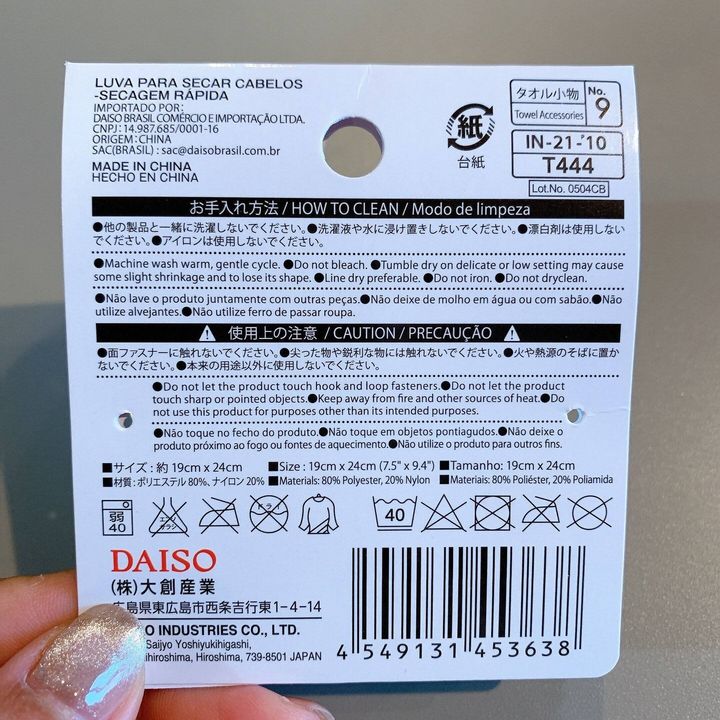 LUVA PARA SECAR CABELOS
-SECAGEM RÁPIDA
IMPORTADO POR:
DAISO BRASIL COMÉRCIO E IMPORTAÇÃO LTDA.
CNPJ: 14.987.685/0001-16
ORIGEM: CHINA
SAC(BRASIL) : sac@daisobrasil.com.br
MADE IN CHINA
HECHO EN CHINA
紙
台紙
タオル小物
Towel Accessories
No.
9
IN-21-'10
T444
Lot.No. 0504CB
お手入れ方法 / HOW TO CLEAN / Modo de limpeza
●他の製品と一緒に洗濯しないでください。●洗濯液や水に浸け置きしないでください。●漂白剤は使用しない
でください。●アイロンは使用しないでください。
●Machine wash warm, gentle cycle. ●Do not bleach. ●Tumble dry on delicate or low setting may cause
some slight shrinkage and to lose its shape. ●Line dry preferable. ●Do not iron. ●Do not dryclean.
●Não lave o produto juntamente com outras peças.●Não deixe de molho em água ou com sabão.●Não
utilize alvejantes.●Não utilize ferro de passar roupa.
使用上の注意 / CAUTION / PRECAUÇÃO
●面ファスナーに触れないでください。●尖った物や鋭利な物には触れないでください。●火や熱源のそばに置か
ないでください。●本来の用途以外に使用しないでください。
●Do not let the product touch hook and loop fasteners. ●Do not let the product
touch sharp or pointed objects. ●Keep away from fire and other sources of heat. ●Do
not use this product for purposes other than its intended purposes.
●Não toque no fecho do produto.●Não toque em objetos pontiagudos. ●Não deixe o
produto próximo ao fogo ou fontes de aquecimento. ●Não utilize o produto para outros fins.
■サイズ : 約 19cm x 24cm ■Size : 19cm x 24cm (7.5" x 9.4") ■Tamanho: 19cm x 24cm
■材質 : ポリエステル 80%、ナイロン 20% ■Materials: 80% Polyester, 20% Nylon ■Materials: 80% Poliéster, 20% Poliamida
弱
40
エンソ
サラシ
ドライ
40
DAISO
(株)大創産業
広島県東広島市西条吉行東1-4-14
O INDUSTRIES CO., LTD.
Saijyo Yoshiyukihigashi,
hihiroshima, Hiroshima, 739-8501 JAPAN
4 549131 453638